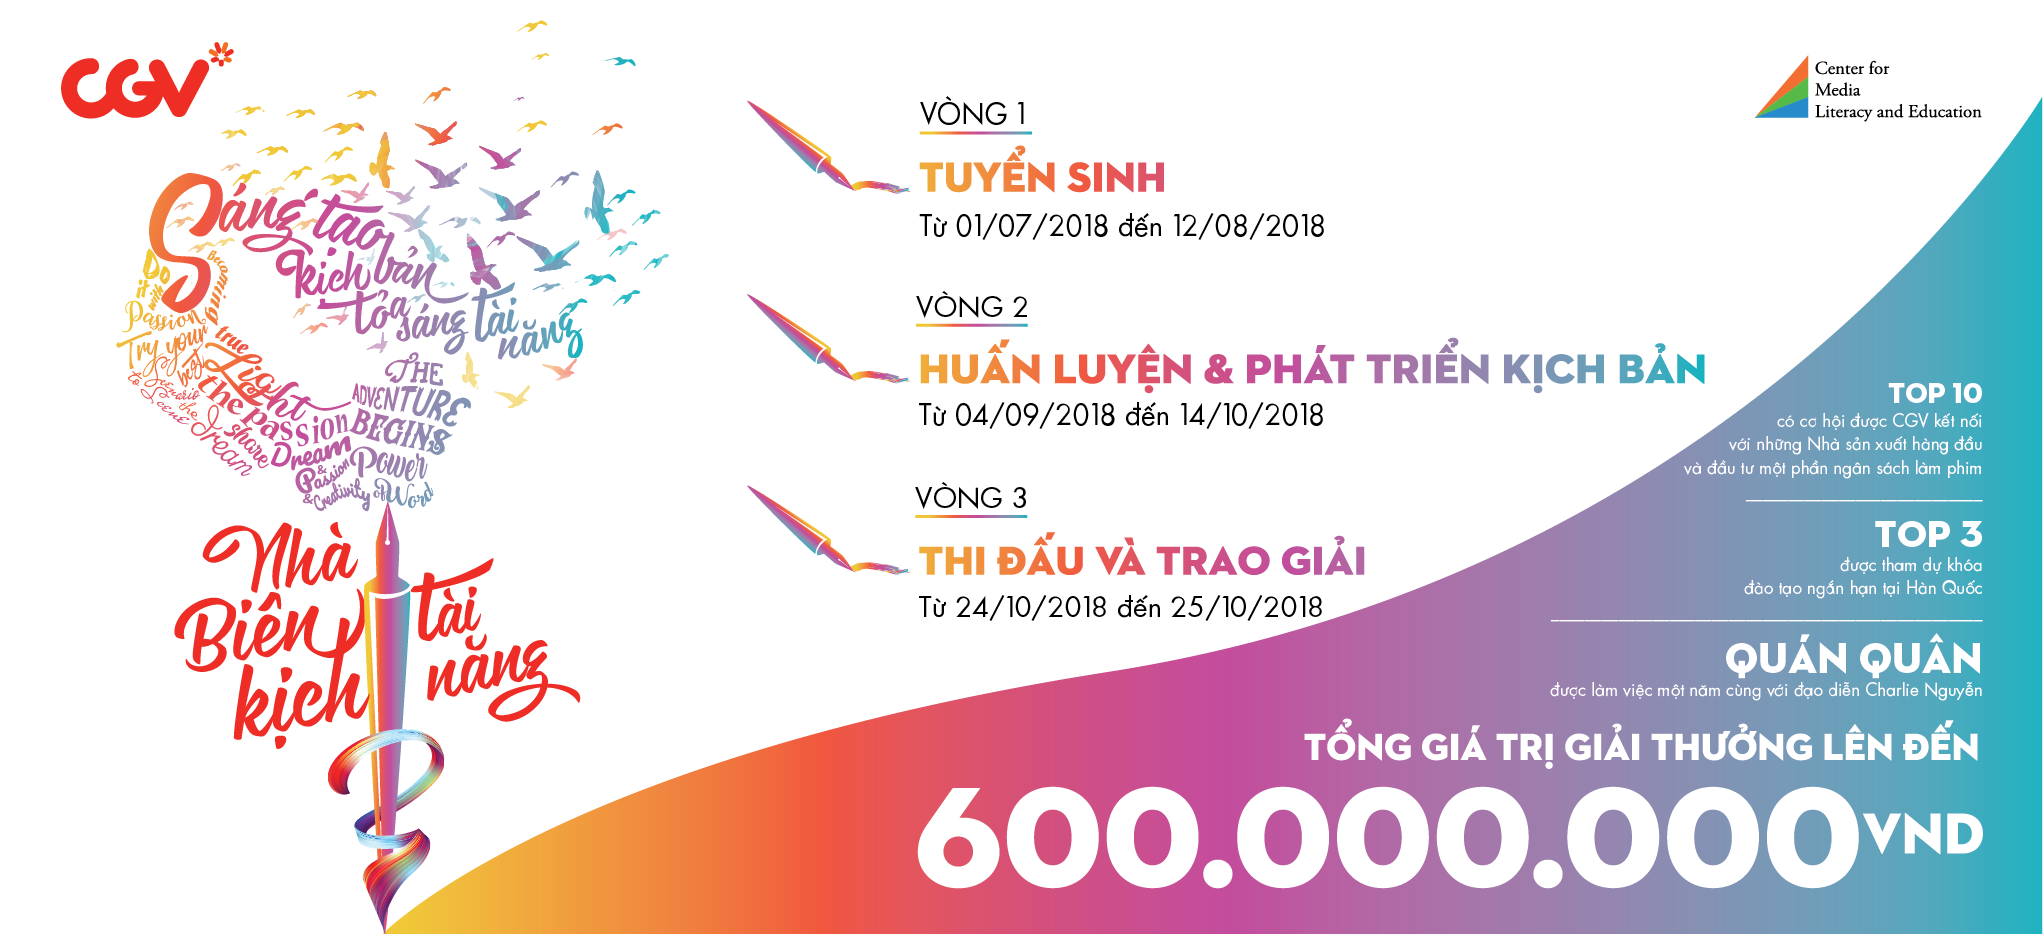 CGV
Sáng tạo
kịch bản
tỏa
sáng tài
năng
Do
it
with
Passion
Try your
best
Becoming
true
Light
the passion
share
Dream
to
Scenario
the
Scene
Dream
&
Passion
& Creativity
THE
ADVENTURE
BEGINS
Power
of Word
Nhà
Biên
kịch
tài
năng
VÒNG 1
TUYỂN SINH
Từ 01/07/2018 đến 12/08/2018
VÒNG 2
HUẤN LUYỆN & PHÁT TRIỂN KỊCH BẢN
Từ 04/09/2018 đến 14/10/2018
VÒNG 3
THI ĐẤU VÀ TRAO GIẢI
Từ 24/10/2018 đến 25/10/2018
Center for
Media
Literacy and Education
TOP 10
có cơ hội được CGV kết nối
với những Nhà sản xuất hàng đầu
và đầu tư một phần ngân sách làm phim
TOP 3
được tham dự khóa
đào tạo ngắn hạn tại Hàn Quốc
QUÁN QUÂN
được làm việc một năm cùng với đạo diễn Charlie Nguyễn
TỔNG GIÁ TRỊ GIẢI THƯỞNG LÊN ĐẾN
600.000.000 VND